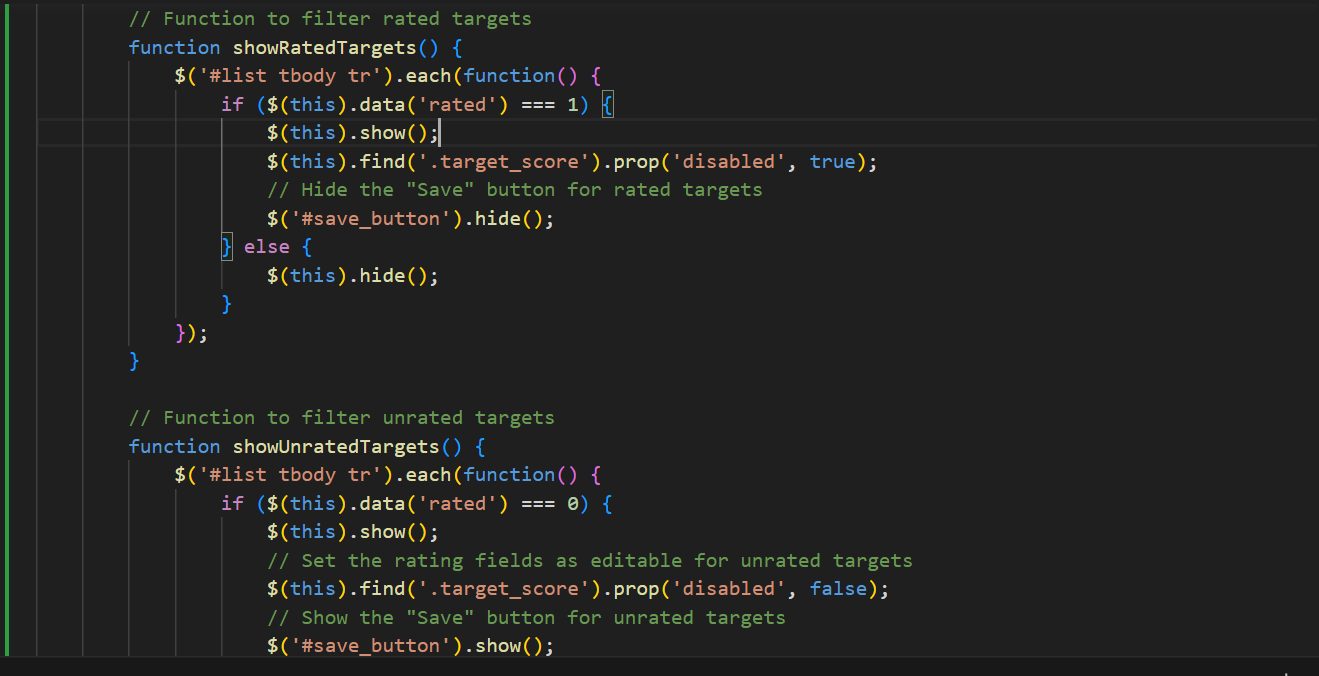 // Function to filter rated targets
function showRatedTargets() {
$('#list tbody tr').each(function() {
if ($(this).data('rated') === 1) {
$(this).show();
$(this).find('.target_score').prop('disabled', true);
// Hide the "Save" button for rated targets
$('#save_button').hide();
} else {
$(this).hide();
}
});
}
// Function to filter unrated targets
function showUnratedTargets() {
$('#list tbody tr').each(function() {
if ($(this).data('rated') === 0) {
$(this).show();
// Set the rating fields as editable for unrated targets
$(this).find('.target_score').prop('disabled', false);
// Show the "Save" button for unrated targets
$('#save_button').show();